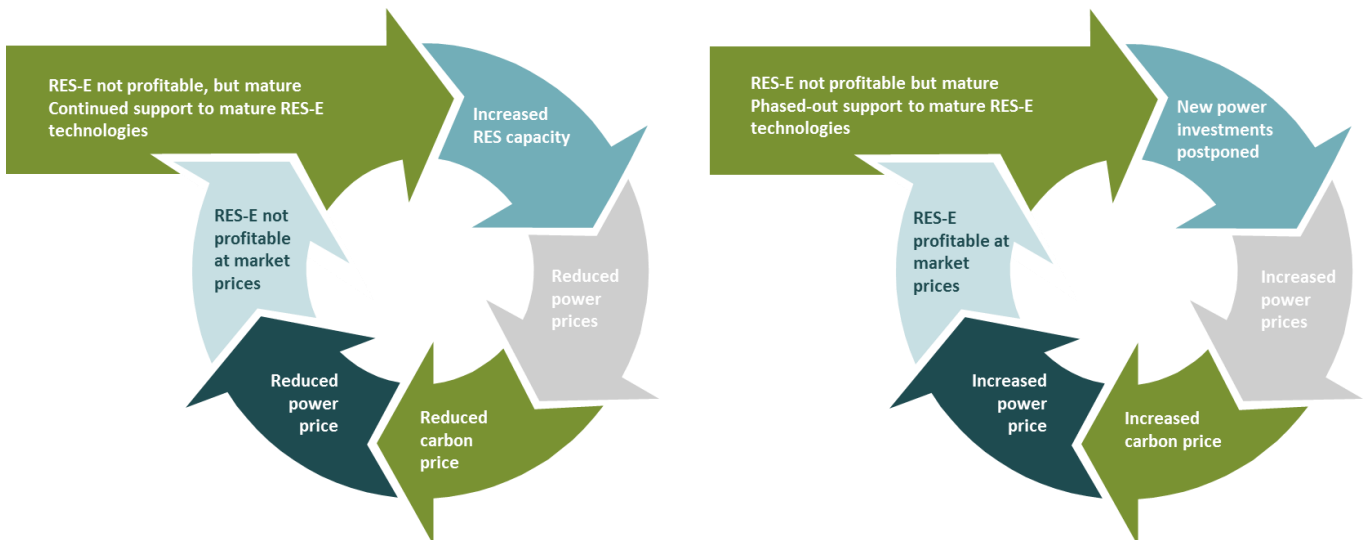 RES-E not profitable, but mature
Continued support to mature RES-E
technologies
Increased
RES capacity
Reduced
power
prices
Reduced
carbon
price
Reduced
power
price
RES-E not
profitable
at market
prices
RES-E not profitable but mature
Phased-out support to mature RES-E
technologies
New power
investments
postponed
Increased
power
prices
Increased
carbon price
Increased
power
price
RES-E
profitable at
market
prices